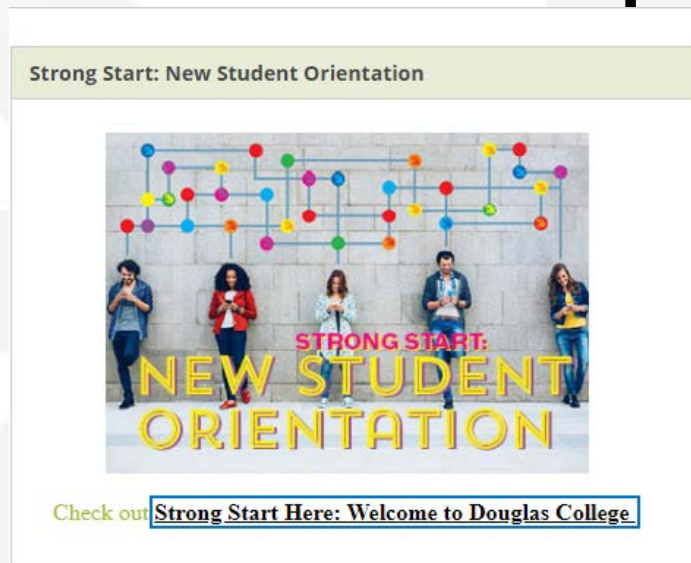 Strong Start: New Student Orientation
STRONG START:
NEW STUDENT
ORIENTATION
Check out Strong Start Here: Welcome to Douglas College